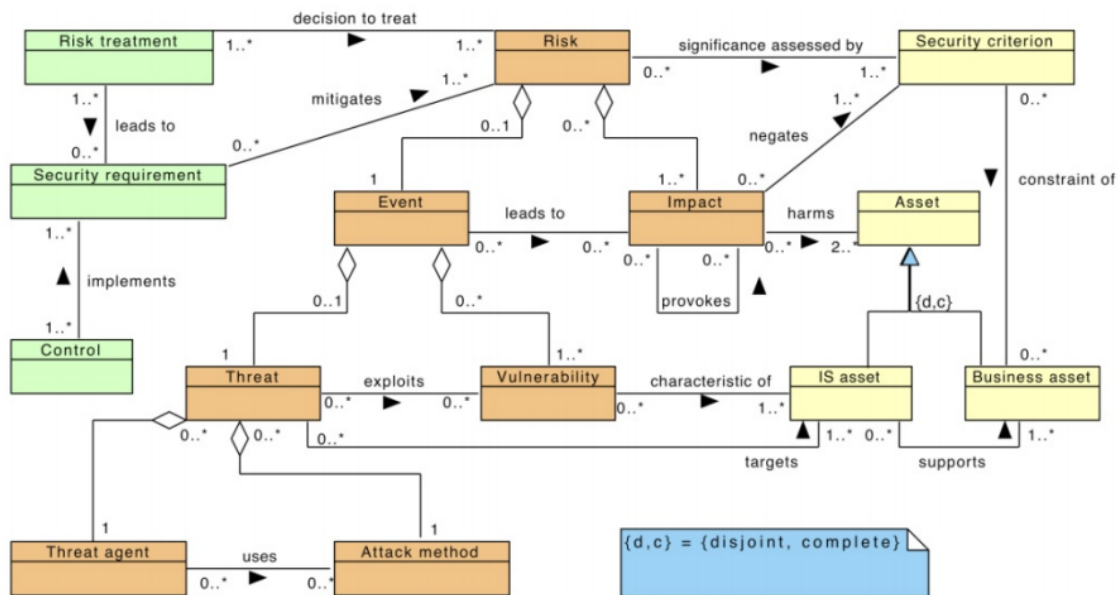 decision to treat
Risk treatment
1..*
1..*
Risk
significance assessed by
0..*
1..*
Security criterion
1..*
leads to
0..*
mitigates
1..*
0..*
0..1
0..*
1..*
negates
0..*
Security requirement
1
1..*
0..*
constraint of
Event
leads to
0..*
0..*
Impact
harms
0..*
2..*
Asset
1..*
implements
1..*
0..*
0..*
provokes
{d,c}
0..1
0..*
Control
1
1..*
0..*
Threat
exploits
0..*
0..*
Vulnerability
characteristic of
0..*
1..*
IS asset
Business asset
0..*
0..*
0..*
targets
1..*
0..*
supports
1..*
1
1
Threat agent
uses
0..*
0..*
Attack method
{d,c} = {disjoint, complete}